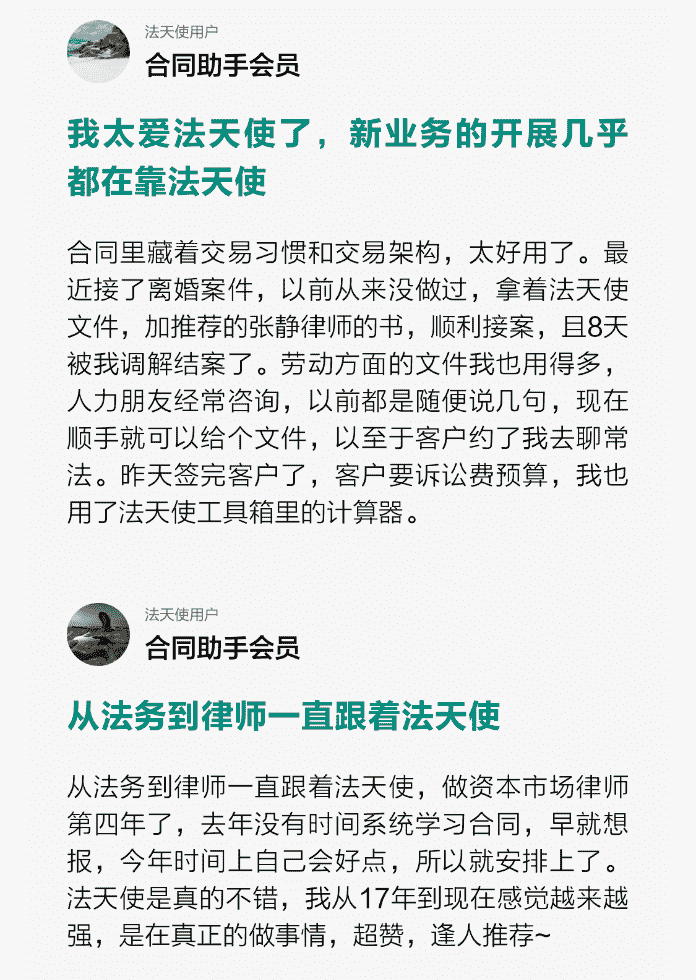 法天使用户
合同助手会员
我太爱法天使了，新业务的开展几乎
都在靠法天使
合同里藏着交易习惯和交易架构，太好用了。最
近接了离婚案件，以前从来没做过，拿着法天使
文件，加推荐的张静律师的书，顺利接案，且8天
被我调解结案了。劳动方面的文件我也用得多，
人力朋友经常咨询，以前都是随便说几句，现在
顺手就可以给个文件，以至于客户约了我去聊常
法。昨天签完客户了，客户要诉讼费预算，我也
用了法天使工具箱里的计算器。
法天使用户
合同助手会员
从法务到律师一直跟着法天使
从法务到律师一直跟着法天使，做资本市场律师
第四年了，去年没有时间系统学习合同，早就想
报，今年时间上自己会好点，所以就安排上了。
法天使是真的不错，我从17年到现在感觉越来越
强，是在真正的做事情，超赞，逢人推荐~